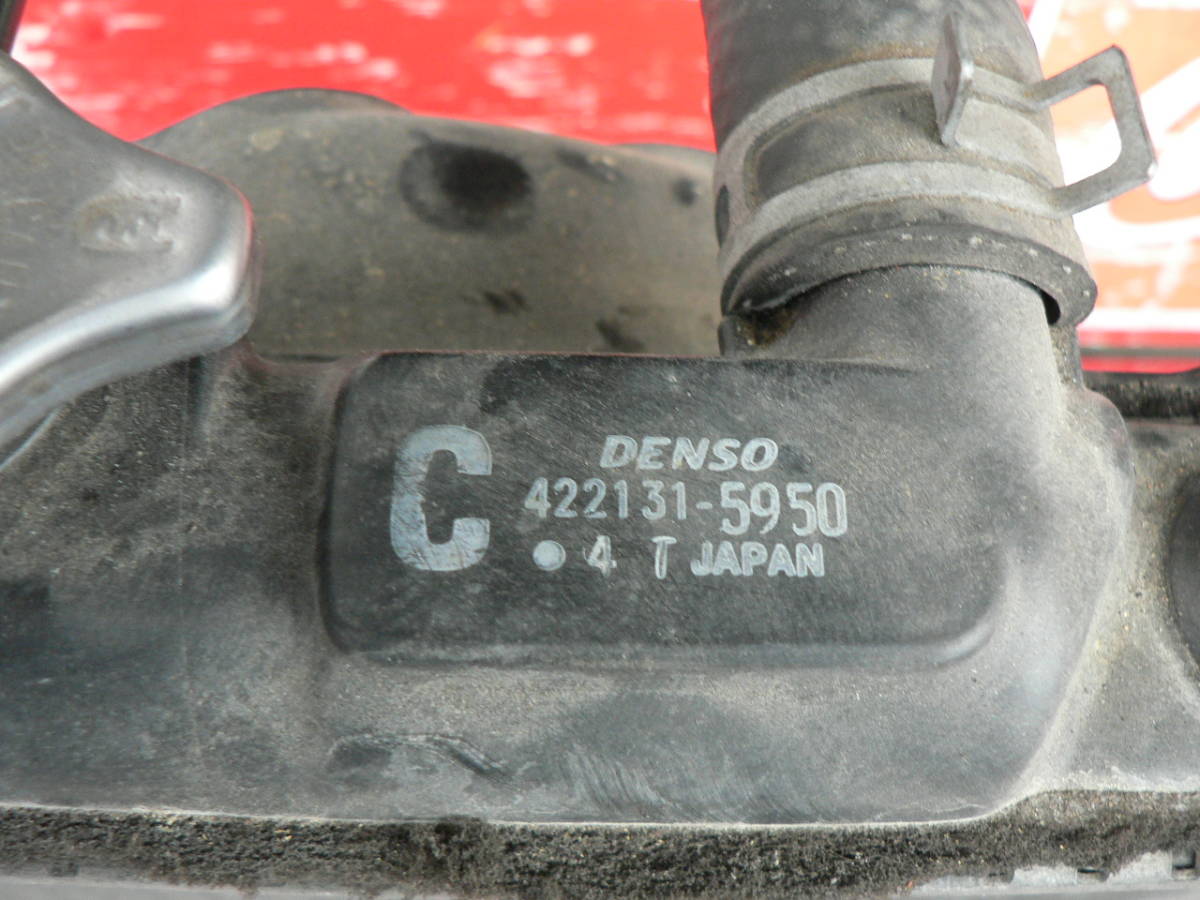 C
DENSO
422131-5950
● 4 T JAPAN